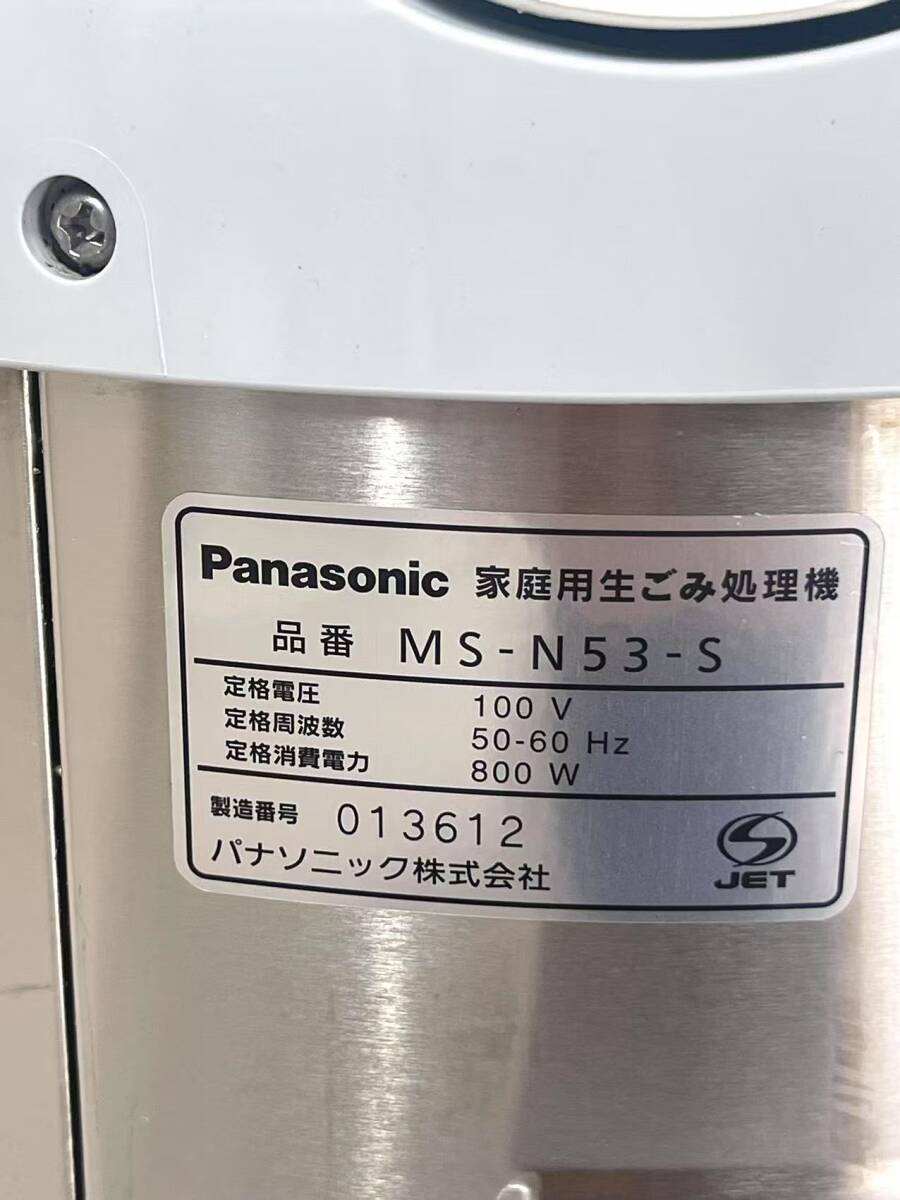 Panasonic 家庭用生ごみ処理機
品番 MS-N53-S
定格電圧 100 V
定格周波数 50-60 Hz
定格消費電力 800 W
製造番号 013612
パナソニック株式会社
S JET